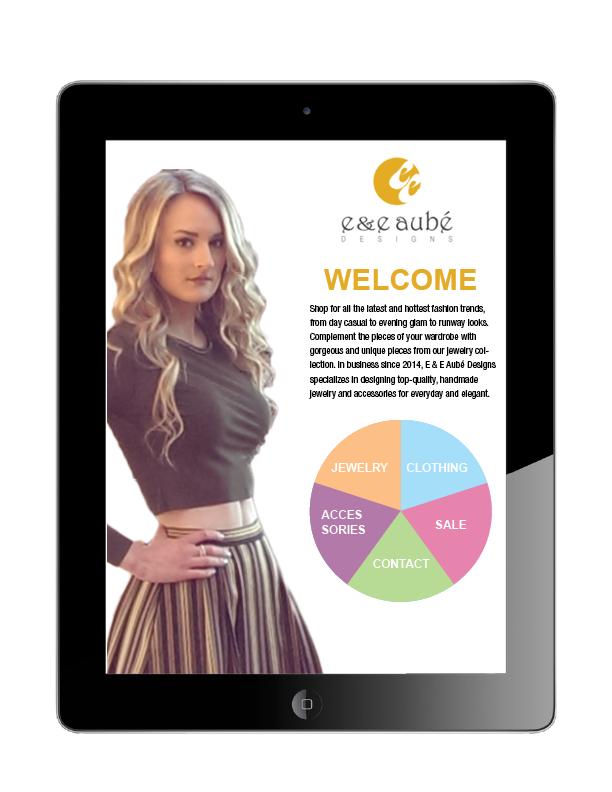 e&e aubé
DESIGNS
WELCOME
Shop for all the latest and hottest fashion trends,
from day casual to evening glam to runway looks.
Complement the pieces of your wardrobe with
gorgeous and unique pieces from our jewelry col-
lection. In business since 2014, E & E Aubé Designs
specializes in designing top-quality, handmade
jewelry and accessories for everyday and elegant.
JEWELRY
CLOTHING
ACCES
SORIES
SALE
CONTACT